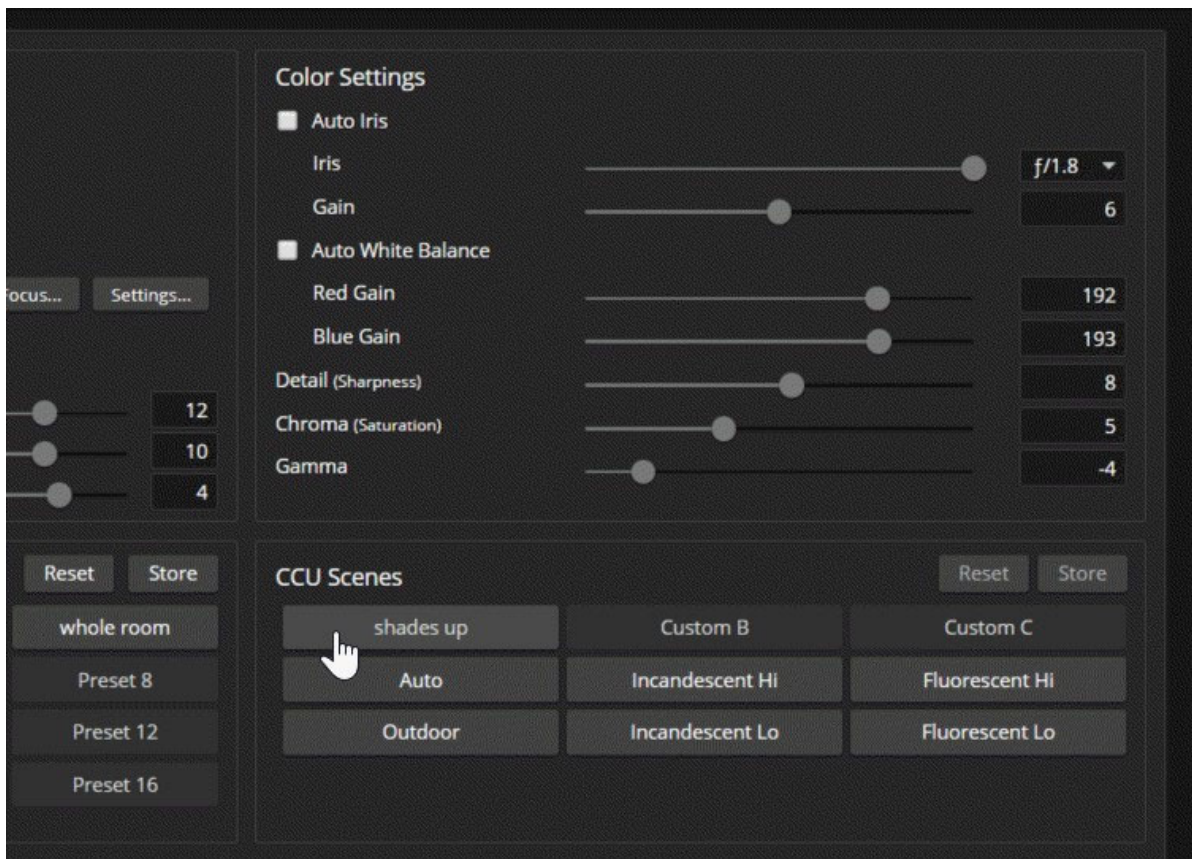 Color Settings
Auto Iris
Iris ƒ/1.8
Gain 6
Auto White Balance
Red Gain 192
Blue Gain 193
Detail (Sharpness) 8
Chroma (Saturation) 5
Gamma -4
Settings...
12
10
4
Reset Store
whole room
Preset 8
Preset 12
Preset 16
CCU Scenes Reset Store
shades up Custom B Custom C
Auto Incandescent Hi Fluorescent Hi
Outdoor Incandescent Lo Fluorescent Lo